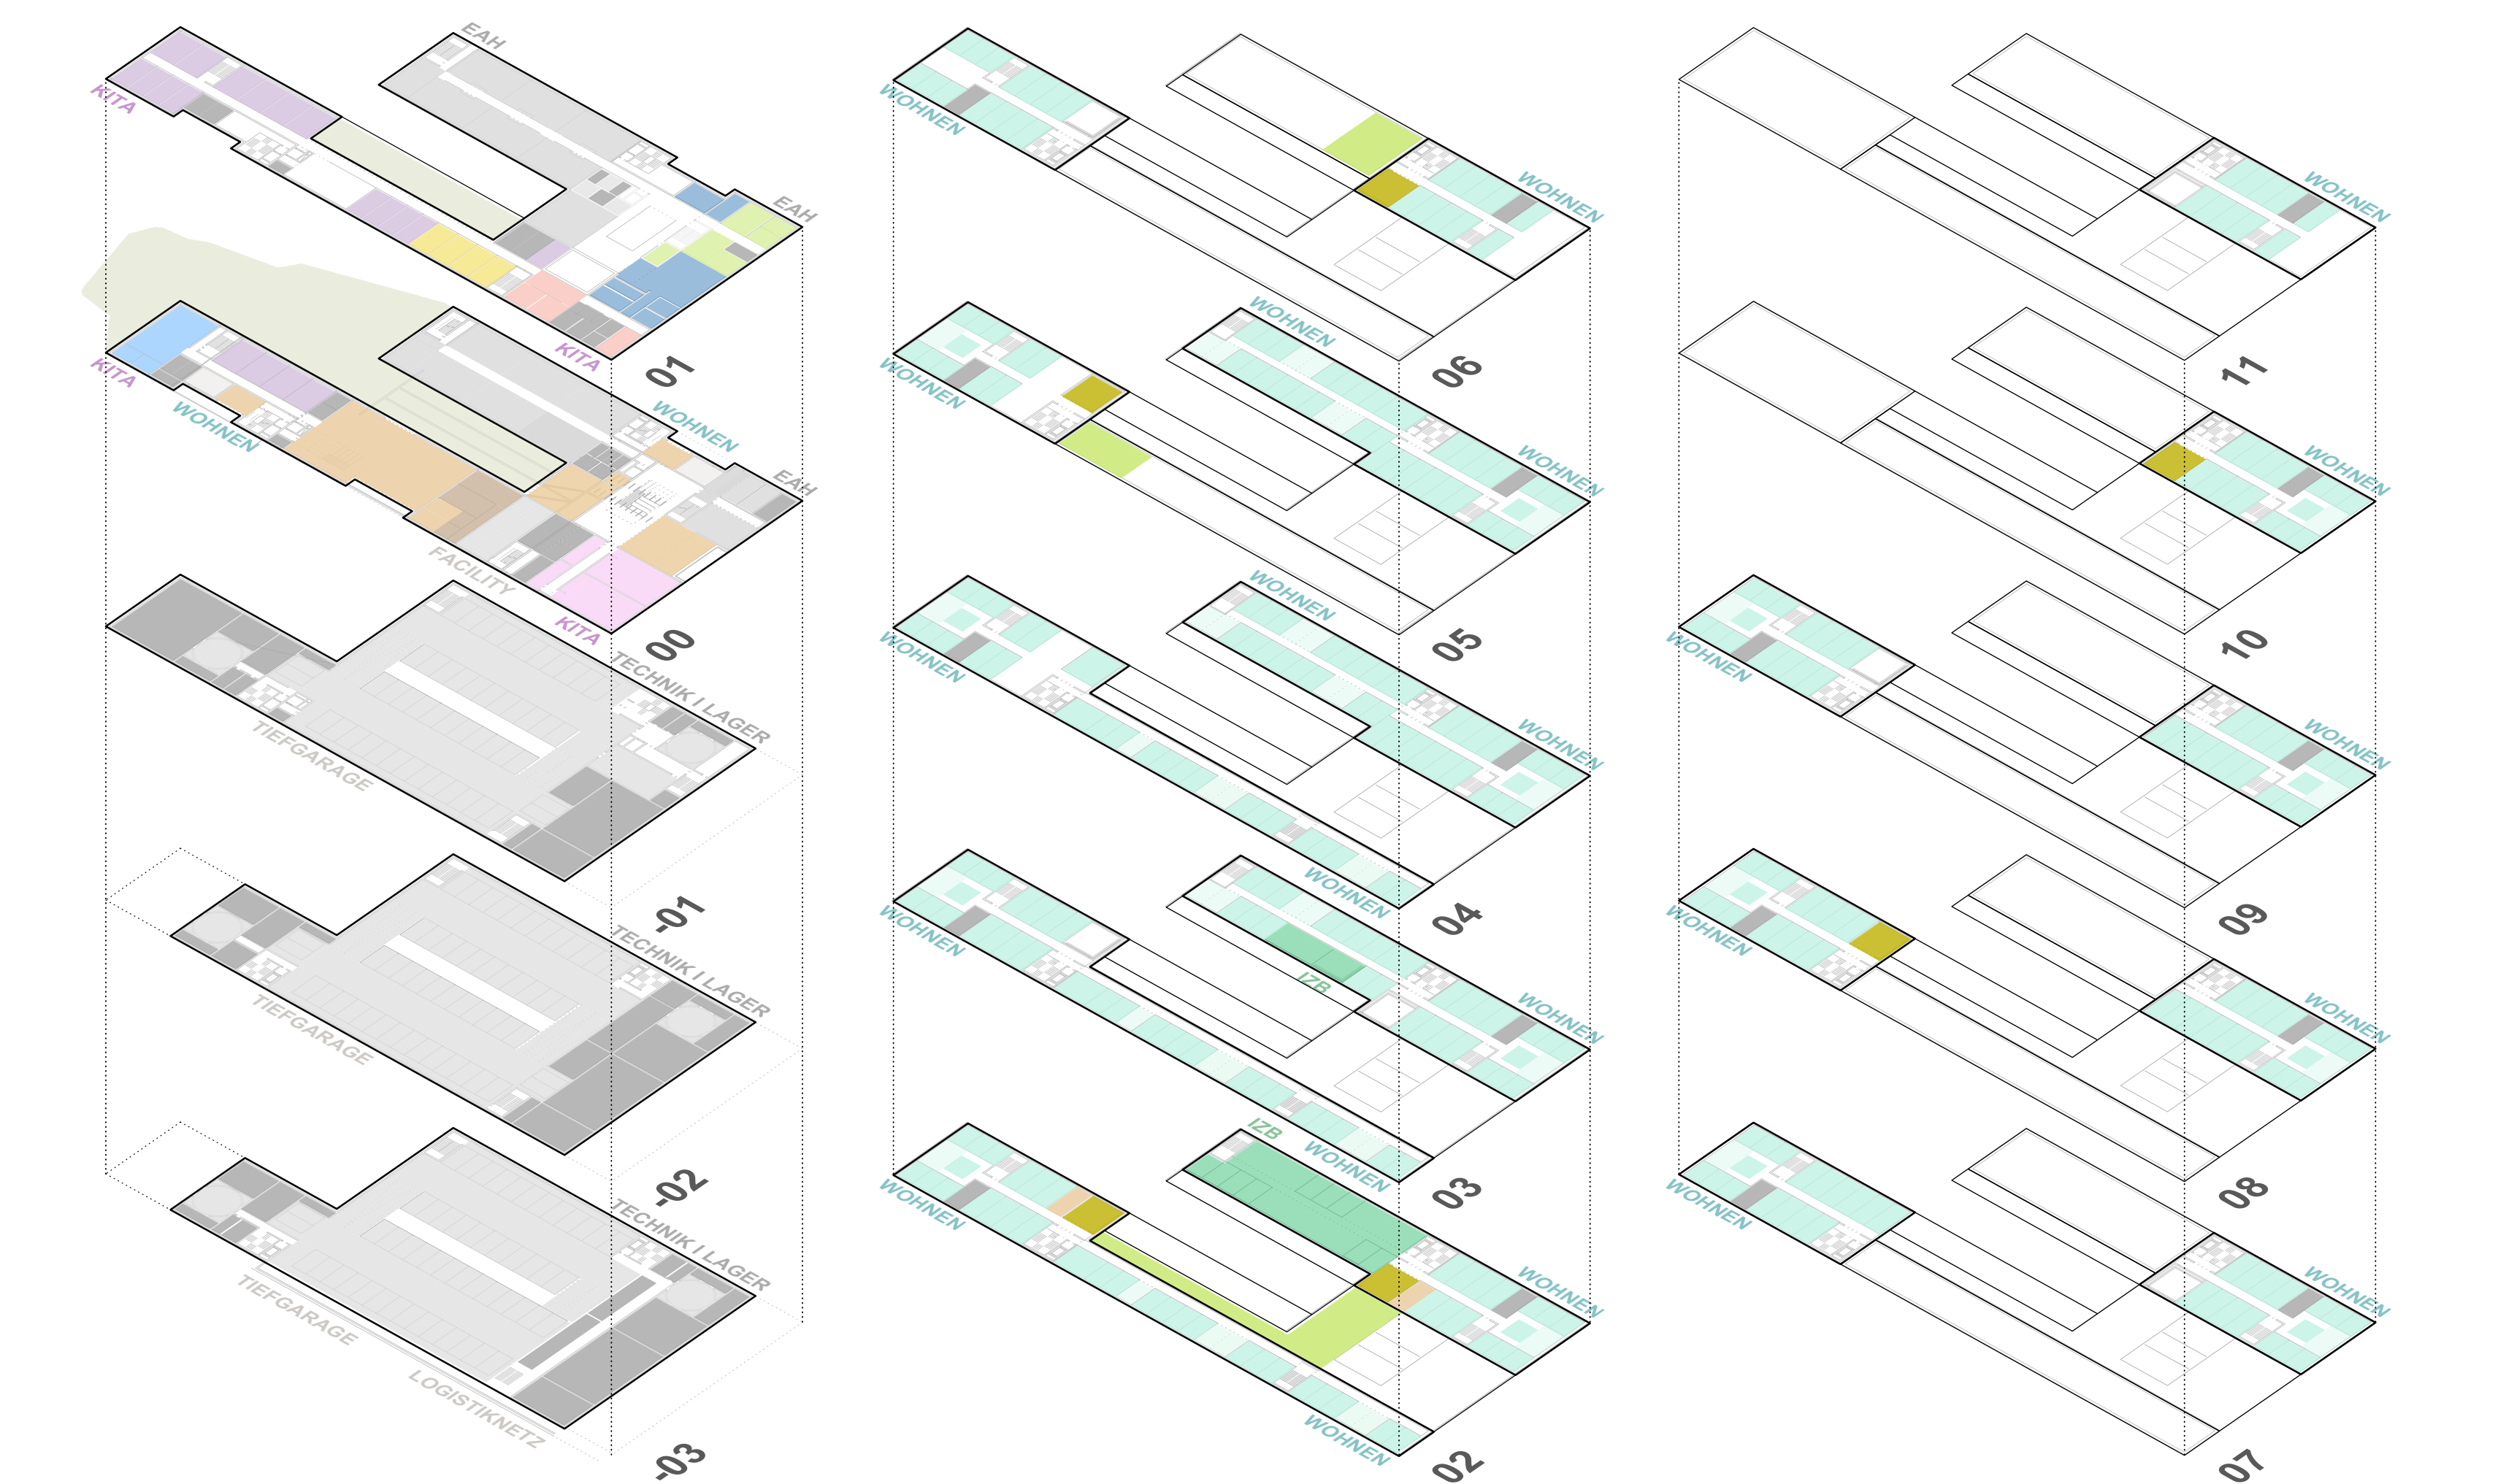 EAH
KITA
EAH
KITA
01
KITA
WOHNEN
WOHNEN
EAH
FACILITY
KITA
00
TECHNIK / LAGER
TIEFGARAGE
-01
TECHNIK / LAGER
TIEFGARAGE
-02
TECHNIK / LAGER
TIEFGARAGE
LOGISTIKNETZ
-03
WOHNEN
WOHNEN
06
WOHNEN
WOHNEN
WOHNEN
05
WOHNEN
WOHNEN
WOHNEN
WOHNEN
04
WOHNEN
IZB
WOHNEN
WOHNEN
03
IZB
WOHNEN
WOHNEN
WOHNEN
02
WOHNEN
11
WOHNEN
10
WOHNEN
WOHNEN
09
WOHNEN
WOHNEN
08
WOHNEN
WOHNEN
07